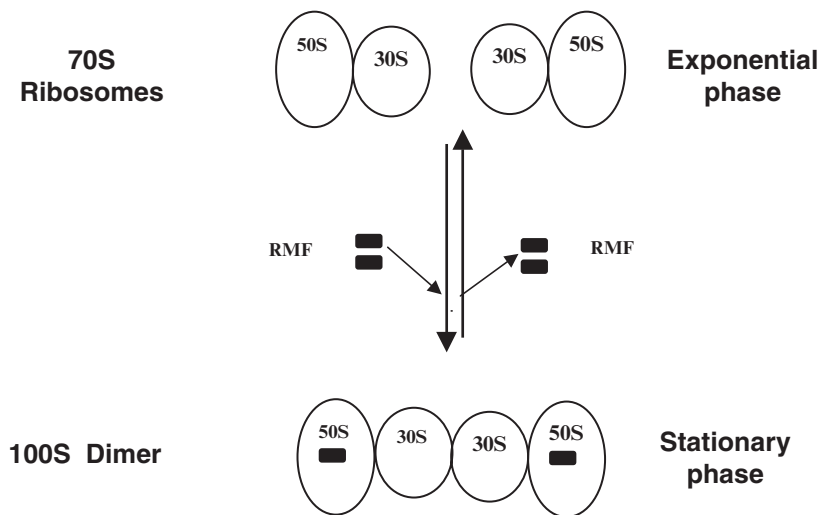 70S
Ribosomes
50S
30S
30S
50S
Exponential
phase
RMF
RMF
100S Dimer
50S
30S
30S
50S
Stationary
phase